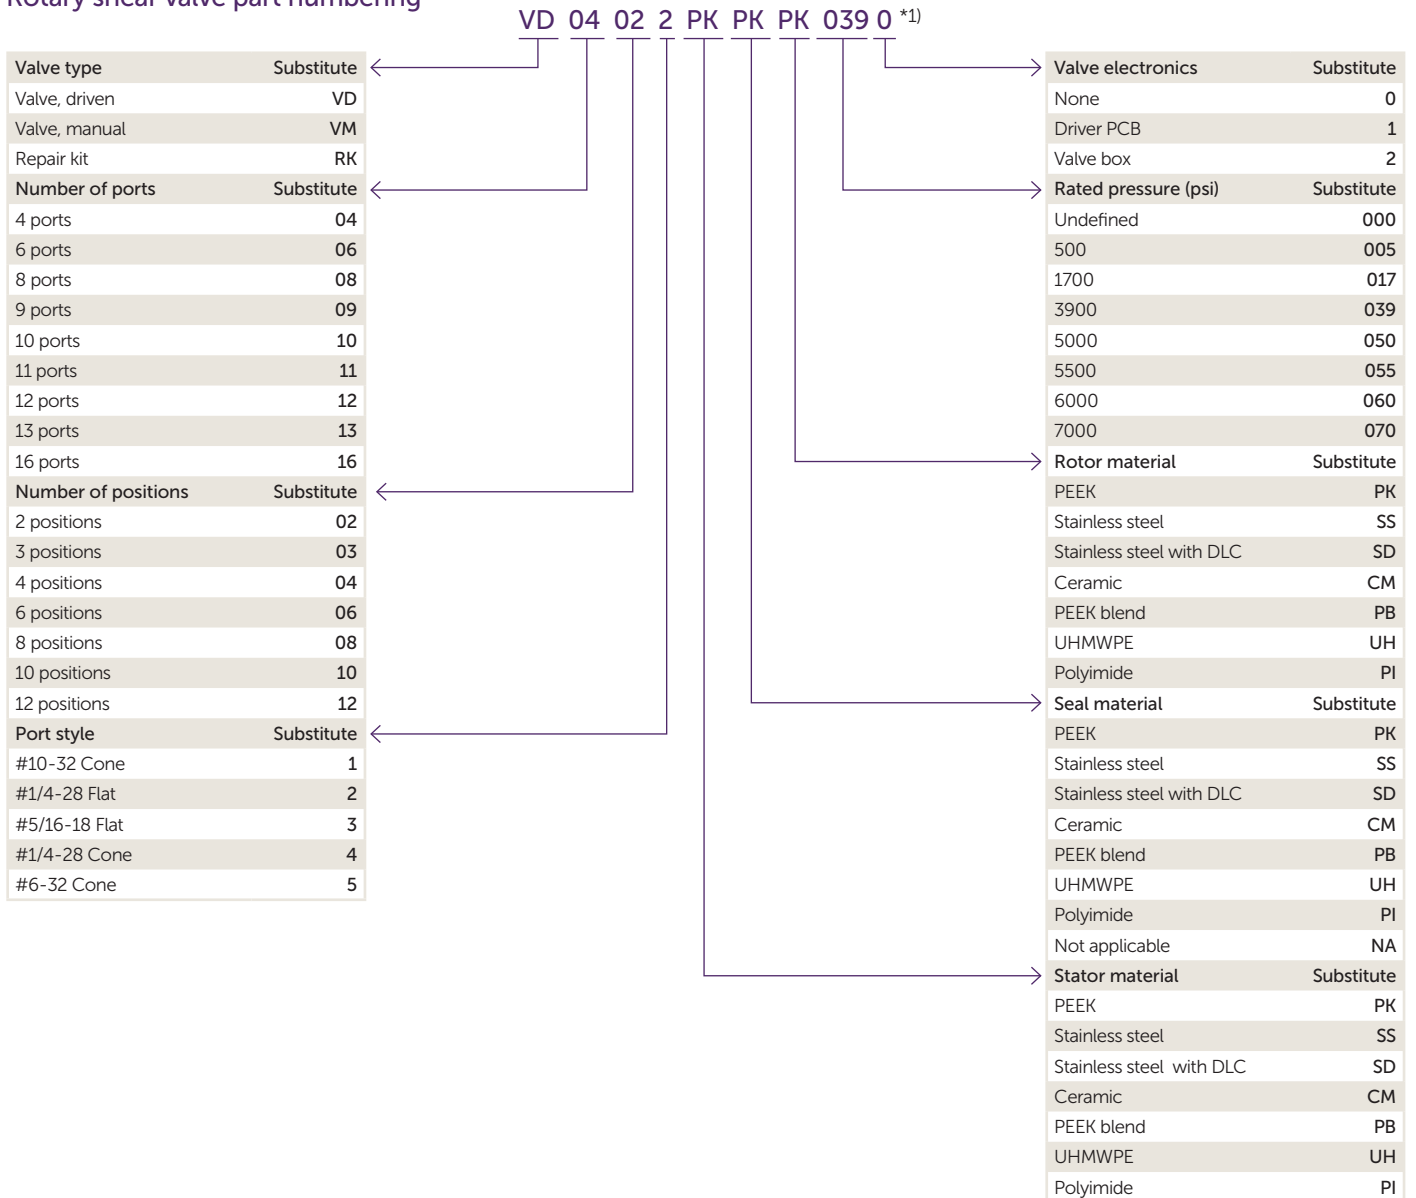 Rotary shear valve part numbering
VD 04 02 2 PK PK PK 039 0 *1)
Valve type Substitute
Valve, driven VD
Valve, manual VM
Repair kit RK
Number of ports Substitute
4 ports 04
6 ports 06
8 ports 08
9 ports 09
10 ports 10
11 ports 11
12 ports 12
13 ports 13
16 ports 16
Number of positions Substitute
2 positions 02
3 positions 03
4 positions 04
6 positions 06
8 positions 08
10 positions 10
12 positions 12
Port style Substitute
#10-32 Cone 1
#1/4-28 Flat 2
#5/16-18 Flat 3
#1/4-28 Cone 4
#6-32 Cone 5
Valve electronics Substitute
None 0
Driver PCB 1
Valve box 2
Rated pressure (psi) Substitute
Undefined 000
500 005
1700 017
3900 039
5000 050
5500 055
6000 060
7000 070
Rotor material Substitute
PEEK PK
Stainless steel SS
Stainless steel with DLC SD
Ceramic CM
PEEK blend PB
UHMWPE UH
Polyimide PI
Seal material Substitute
PEEK PK
Stainless steel SS
Stainless steel with DLC SD
Ceramic CM
PEEK blend PB
UHMWPE UH
Polyimide PI
Not applicable NA
Stator material Substitute
PEEK PK
Stainless steel SS
Stainless steel with DLC SD
Ceramic CM
PEEK blend PB
UHMWPE UH
Polyimide PI